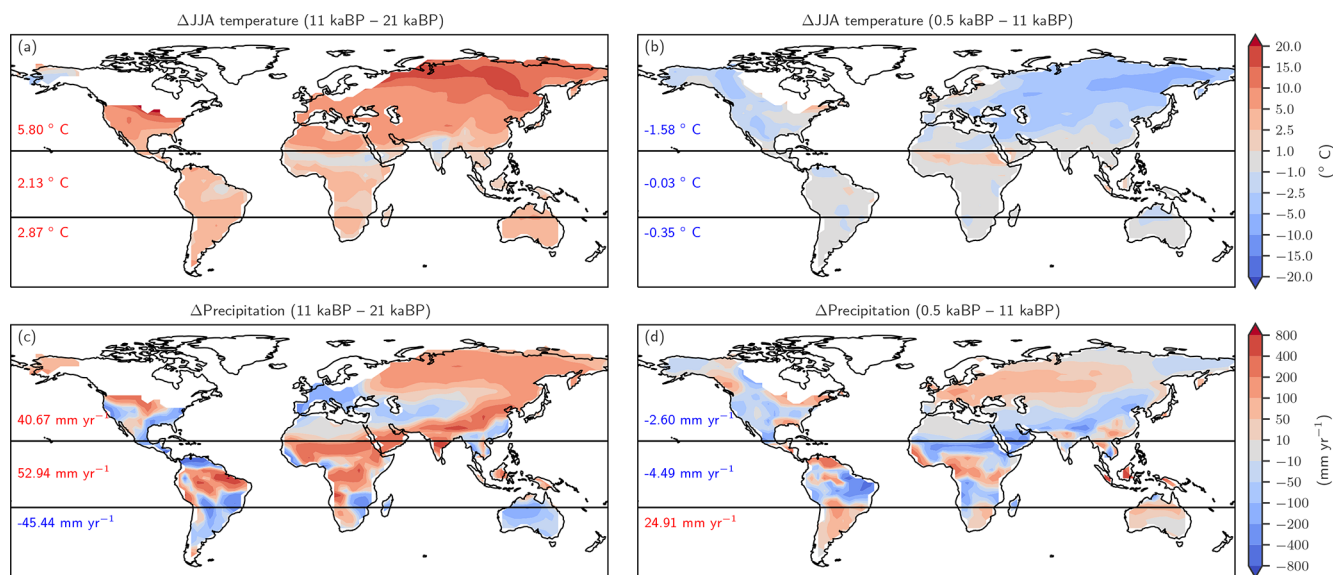 ΔJJA temperature (11 kaBP – 21 kaBP)
ΔJJA temperature (0.5 kaBP – 11 kaBP)
(a)
5.80 ° C
2.13 ° C
2.87 ° C
(b)
-1.58 ° C
-0.03 ° C
-0.35 ° C
20.0
15.0
10.0
5.0
2.5
1.0
−1.0
−2.5
−5.0
−10.0
−15.0
−20.0
(° C)
ΔPrecipitation (11 kaBP – 21 kaBP)
ΔPrecipitation (0.5 kaBP – 11 kaBP)
(c)
40.67 mm yr⁻¹
52.94 mm yr⁻¹
-45.44 mm yr⁻¹
(d)
-2.60 mm yr⁻¹
-4.49 mm yr⁻¹
24.91 mm yr⁻¹
800
400
200
100
50
10
−10
−50
−100
−200
−400
−800
(mm yr⁻¹)